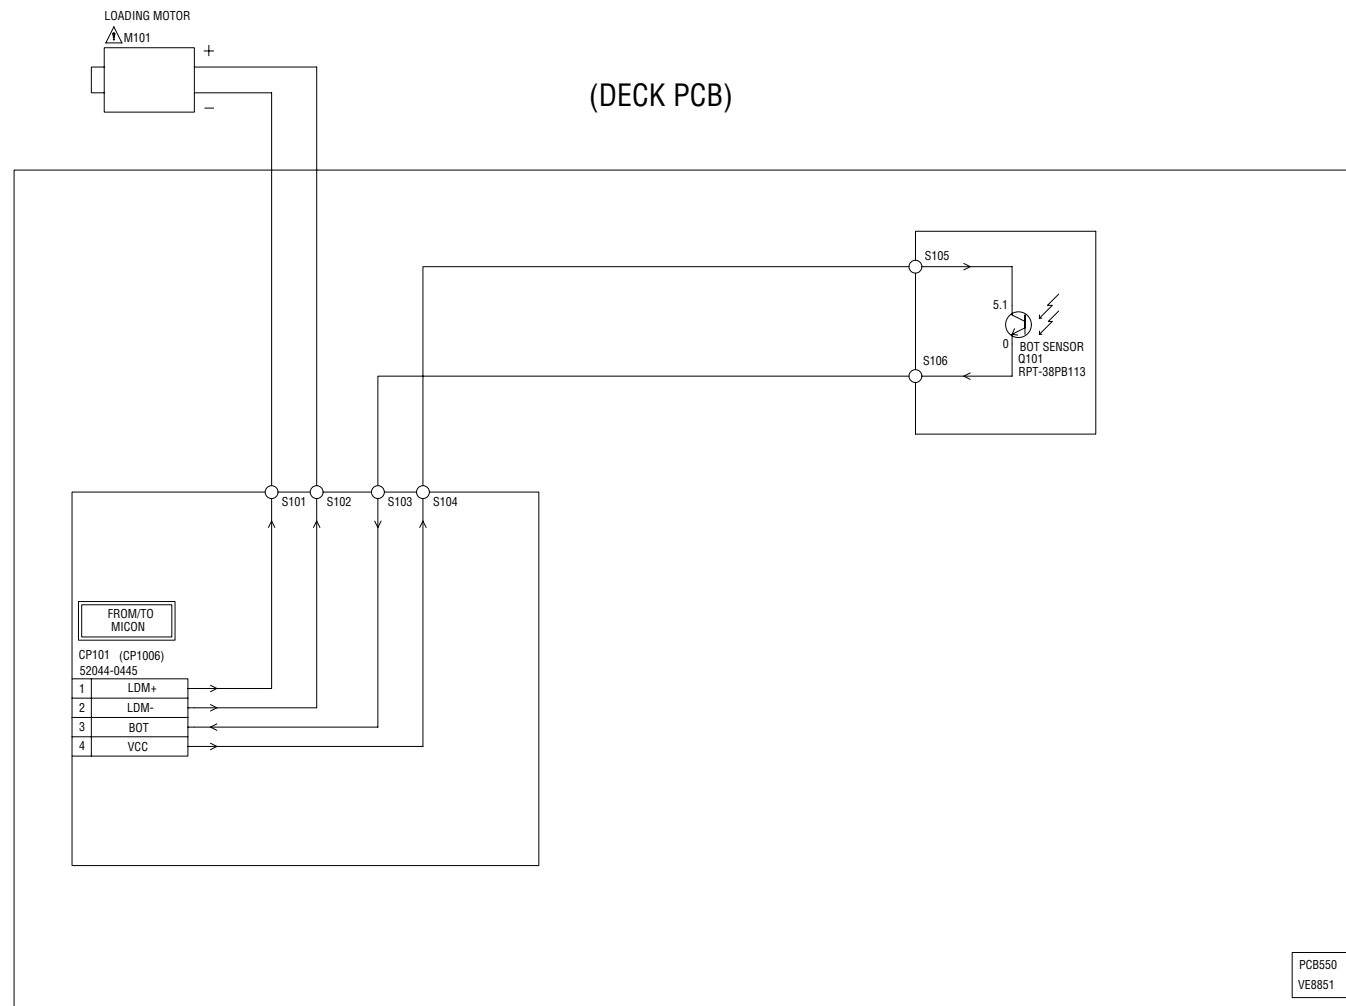 LOADING MOTOR
M101
+
−
(DECK PCB)
S105
5.1
0
BOT SENSOR
Q101
RPT-38PB113
S106
S101
S102
S103
S104
FROM/TO
MICON
CP101 (CP1006)
52044-0445
1 LDM+
2 LDM-
3 BOT
4 VCC
PCB550
VE8851